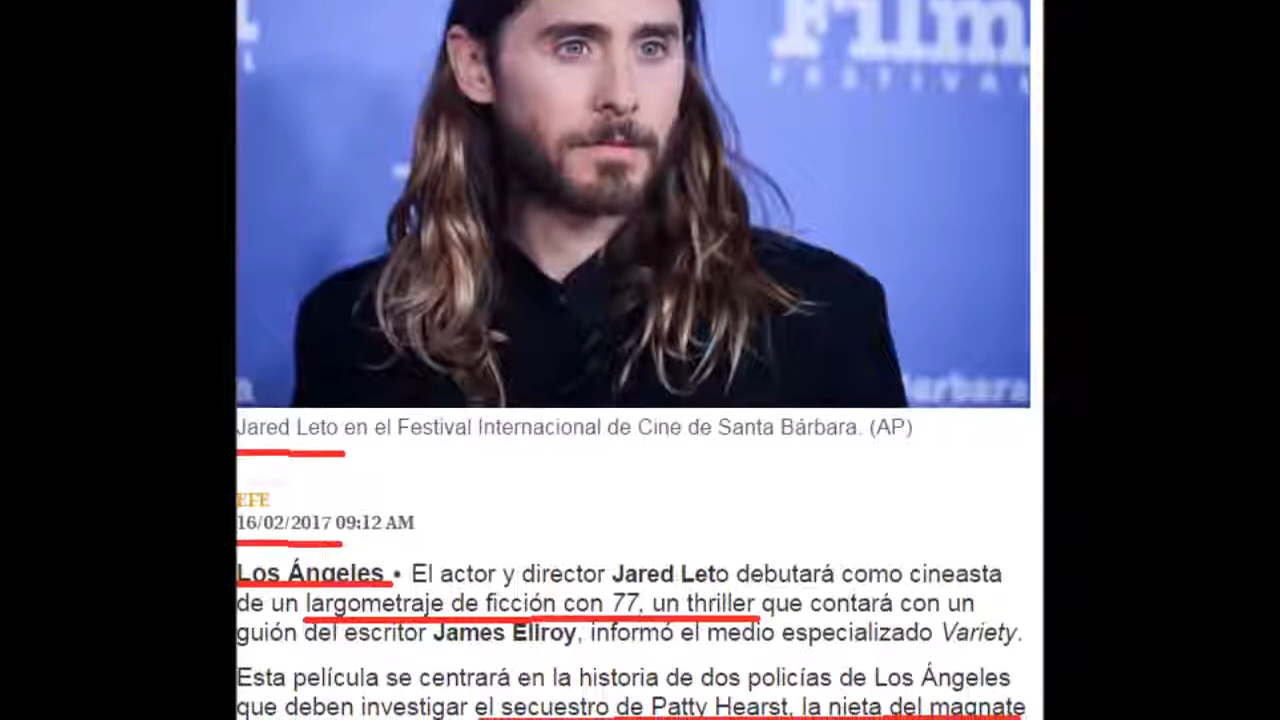 Film
FESTIVAL
arbara
Jared Leto en el Festival Internacional de Cine de Santa Bárbara. (AP)
EFE
16/02/2017 09:12 AM
Los Ángeles • El actor y director Jared Leto debutará como cineasta
de un largometraje de ficción con 77, un thriller que contará con un
guión del escritor James Ellroy, informó el medio especializado Variety.
Esta película se centrará en la historia de dos policías de Los Ángeles
que deben investigar el secuestro de Patty Hearst, la nieta del magnate